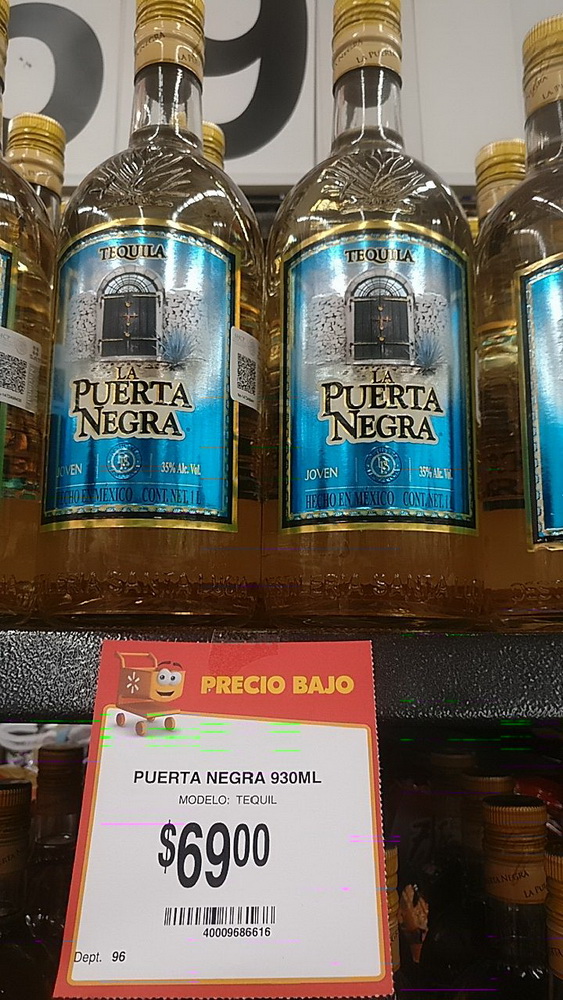 69
TEQUILA
LA
PUERTA
NEGRA
JOVEN 35% Alc. Vol.
HECHO EN MEXICO CONT. NET. 1 L
TEQUILA
LA
PUERTA
NEGRA
JOVEN 35% Alc. Vol.
HECHO EN MEXICO CONT. NET. 1 L
PRECIO BAJO
PUERTA NEGRA 930ML
MODELO: TEQUIL
$6900
40009686616
Dept. 96